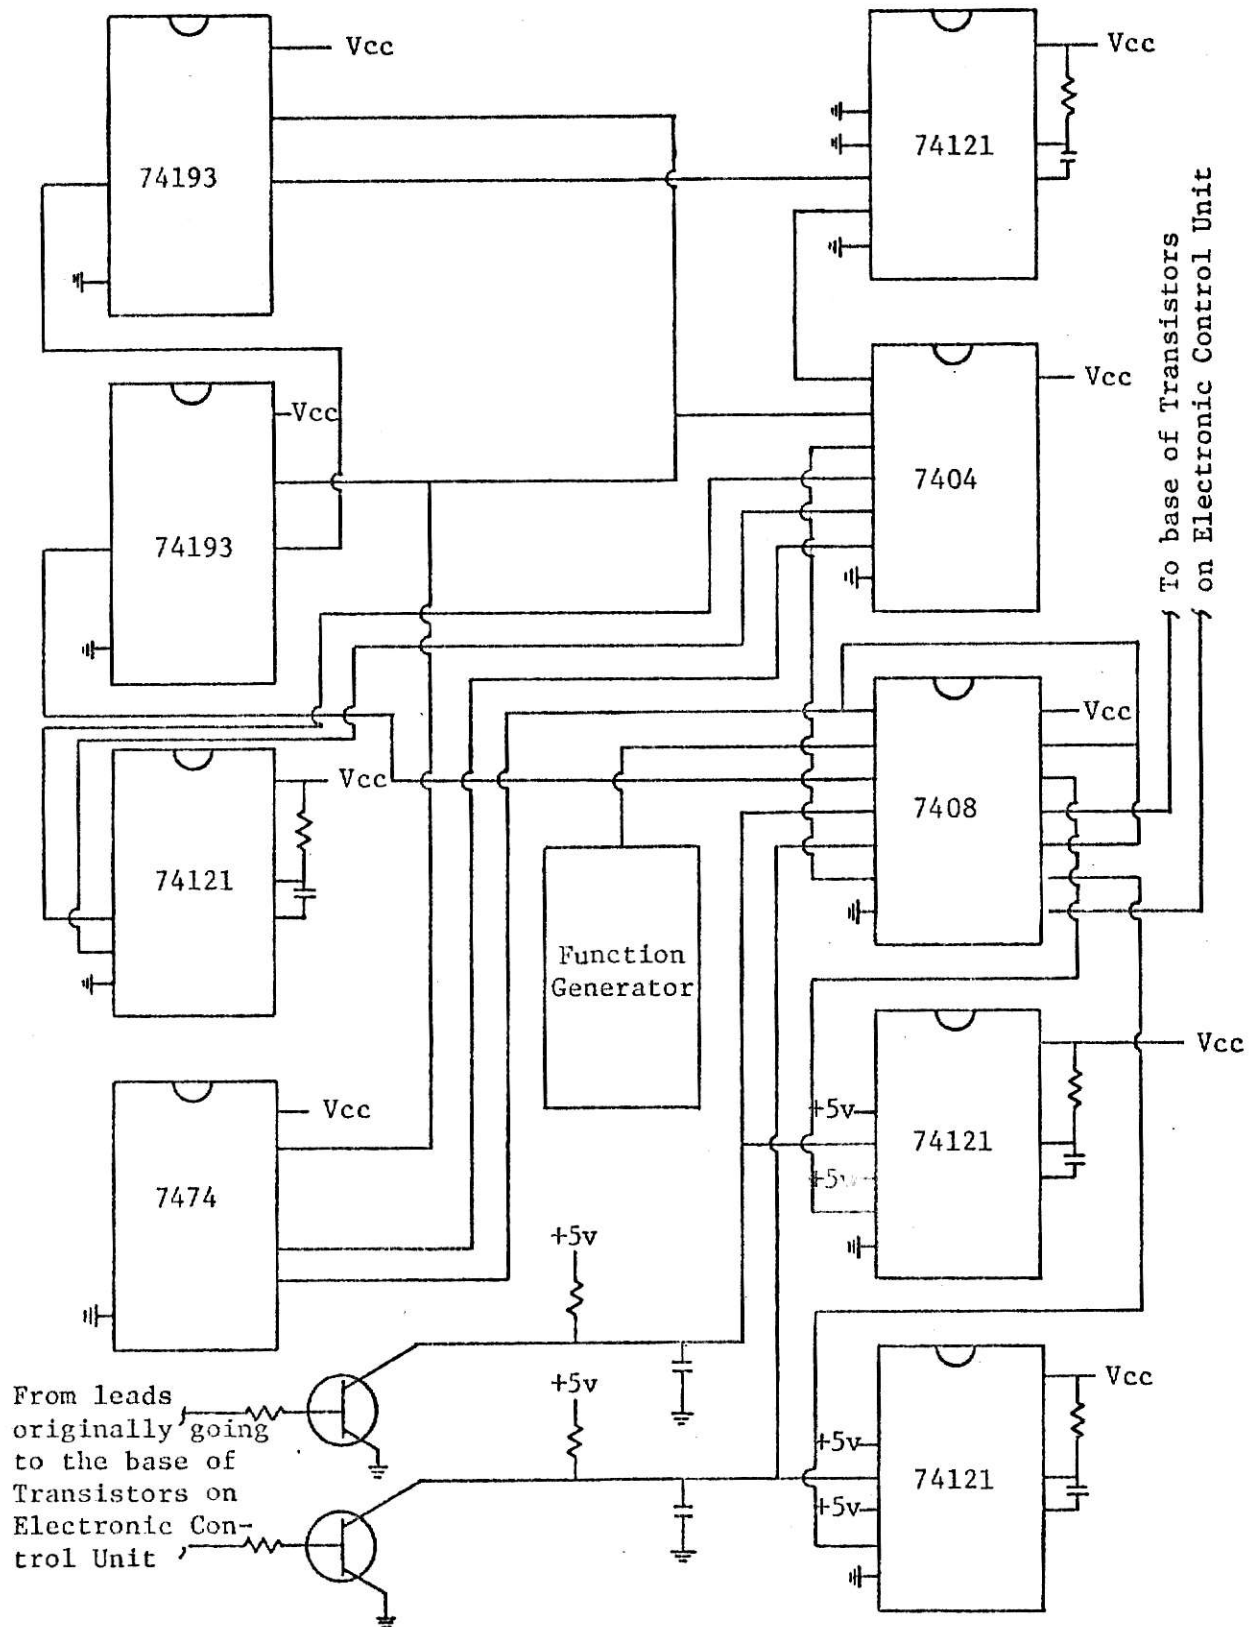 Vcc
74193
Vcc
74121
Vcc
74193
Vcc
7404
To base of Transistors
on Electronic Control Unit
Vcc
74121
Vcc
7408
Function
Generator
Vcc
7474
Vcc
+5v
74121
+5v
+5v
+5v
Vcc
+5v
74121
+5v
From leads
originally going
to the base of
Transistors on
Electronic Con-
trol Unit